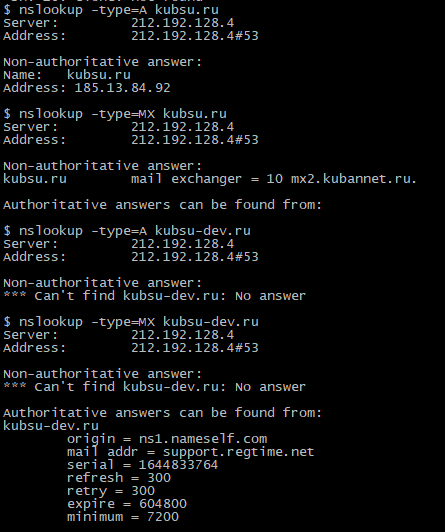 $ nslookup -type=A kubsu.ru
Server: 212.192.128.4
Address: 212.192.128.4#53
Non-authoritative answer:
Name: kubsu.ru
Address: 185.13.84.92
$ nslookup -type=MX kubsu.ru
Server: 212.192.128.4
Address: 212.192.128.4#53
Non-authoritative answer:
kubsu.ru mail exchanger = 10 mx2.kubannet.ru.
Authoritative answers can be found from:
$ nslookup -type=A kubsu-dev.ru
Server: 212.192.128.4
Address: 212.192.128.4#53
Non-authoritative answer:
*** Can't find kubsu-dev.ru: No answer
$ nslookup -type=MX kubsu-dev.ru
Server: 212.192.128.4
Address: 212.192.128.4#53
Non-authoritative answer:
*** Can't find kubsu-dev.ru: No answer
Authoritative answers can be found from:
kubsu-dev.ru
origin = ns1.nameself.com
mail addr = support.regtime.net
serial = 1644833764
refresh = 300
retry = 300
expire = 604800
minimum = 7200